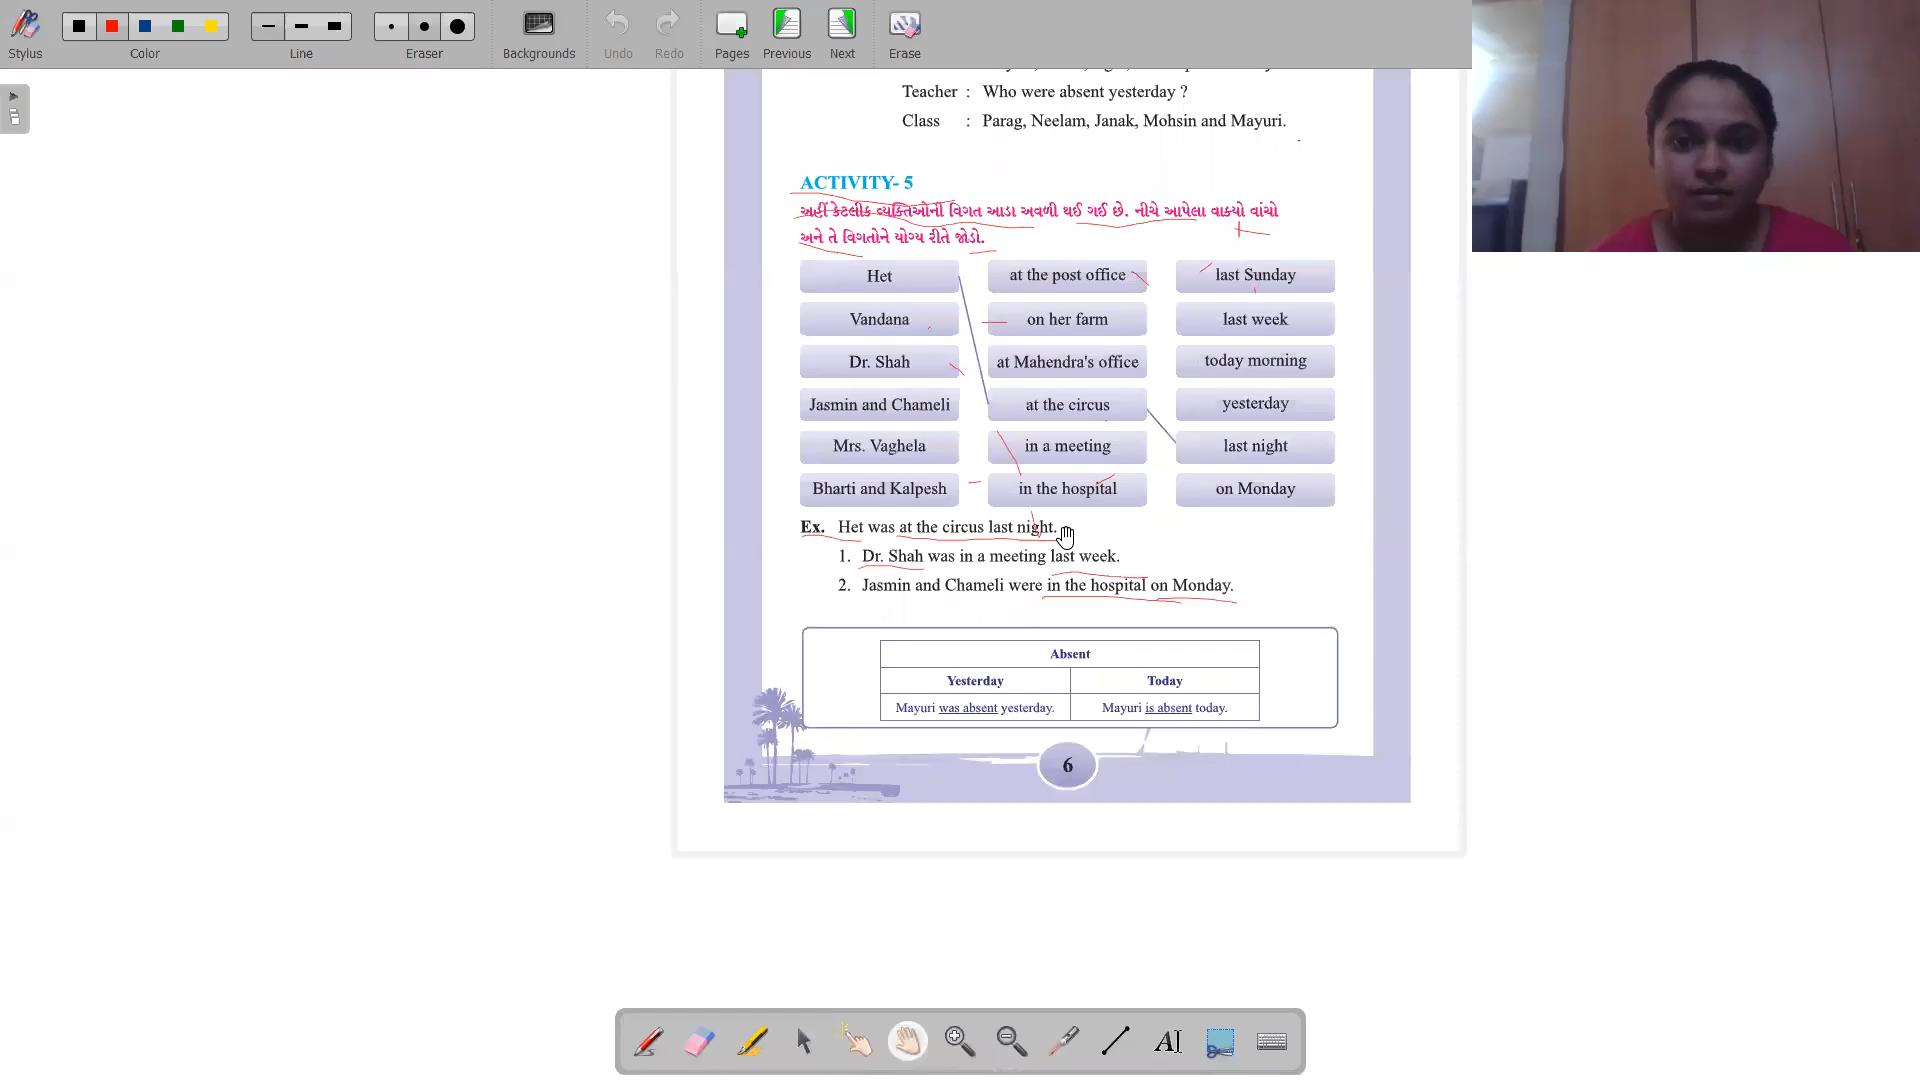 Stylus
Color
Line
Eraser
Backgrounds
Undo
Redo
Pages
Previous
Next
Erase
Teacher : Who were absent yesterday ?
Class : Parag, Neelam, Janak, Mohsin and Mayuri.
ACTIVITY- 5
અહીં કેટલીક વ્યક્તિઓની વિગત આડા અવળી થઈ ગઈ છે. નીચે આપેલા વાક્યો વાંચો
અને તે વિગતોને યોગ્ય રીતે જોડો.
Het at the post office last Sunday
Vandana on her farm last week
Dr. Shah at Mahendra's office today morning
Jasmin and Chameli at the circus yesterday
Mrs. Vaghela in a meeting last night
Bharti and Kalpesh in the hospital on Monday
Ex. Het was at the circus last night.
1. Dr. Shah was in a meeting last week.
2. Jasmin and Chameli were in the hospital on Monday.
Absent
Yesterday Today
Mayuri was absent yesterday. Mayuri is absent today.
6